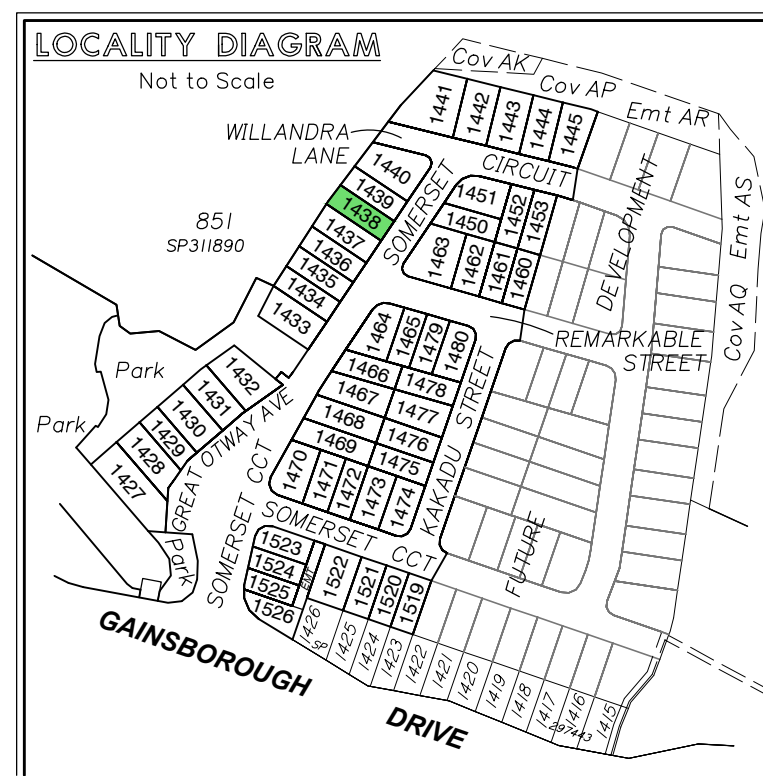 LOCALITY DIAGRAM
Not to Scale
Cov AK
Cov AP
Emt AR
1441
1442
1443
1444
1445
WILLANDRA
LANE
CIRCUIT
SOMERSET
1440
1439
1438
1437
1436
1435
1434
1433
851
SP311890
1451
1450
1452
1453
1463
1462
1461
1460
DEVELOPMENT
Emt AS
Cov AQ
REMARKABLE
STREET
1464
1465
1479
1480
1466
1478
1467
1477
1468
1476
1469
1475
1470
1471
1472
1473
1474
KAKADU STREET
Park
Park
1432
1431
1430
1429
1428
1427
GREAT OTWAY AVE
SOMERSET CCT
SOMERSET CCT
Park
1523
1524
1525
1526
EMT
1522
1521
1520
1519
FUTURE
1426
SP
1425
1424
1423
1422
1421
1420
1419
1418
1417
1416
1415
297443
GAINSBOROUGH
DRIVE